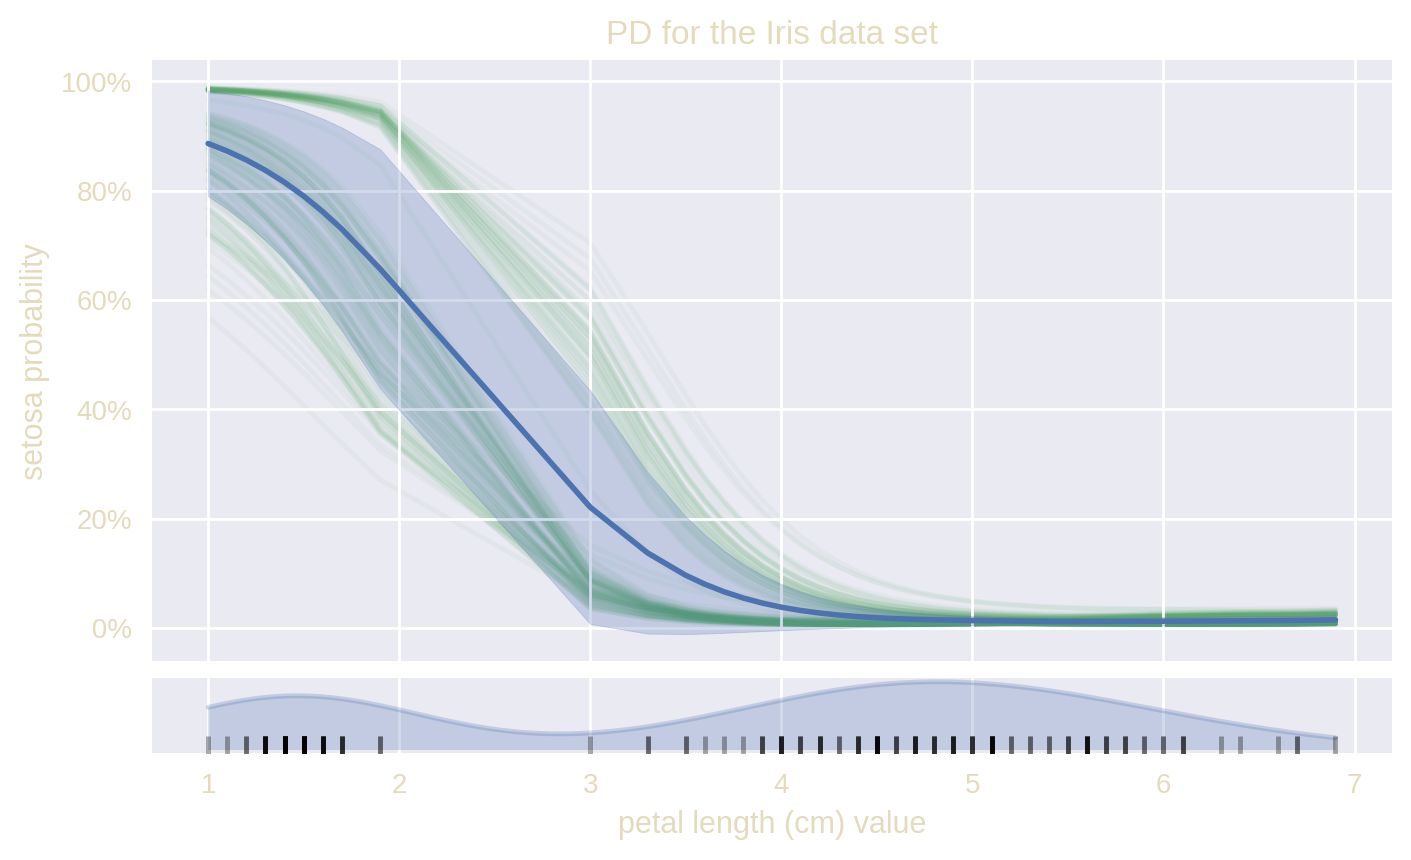 PD for the Iris data set
100%
80%
60%
40%
20%
0%
setosa probability
1 2 3 4 5 6 7
petal length (cm) value